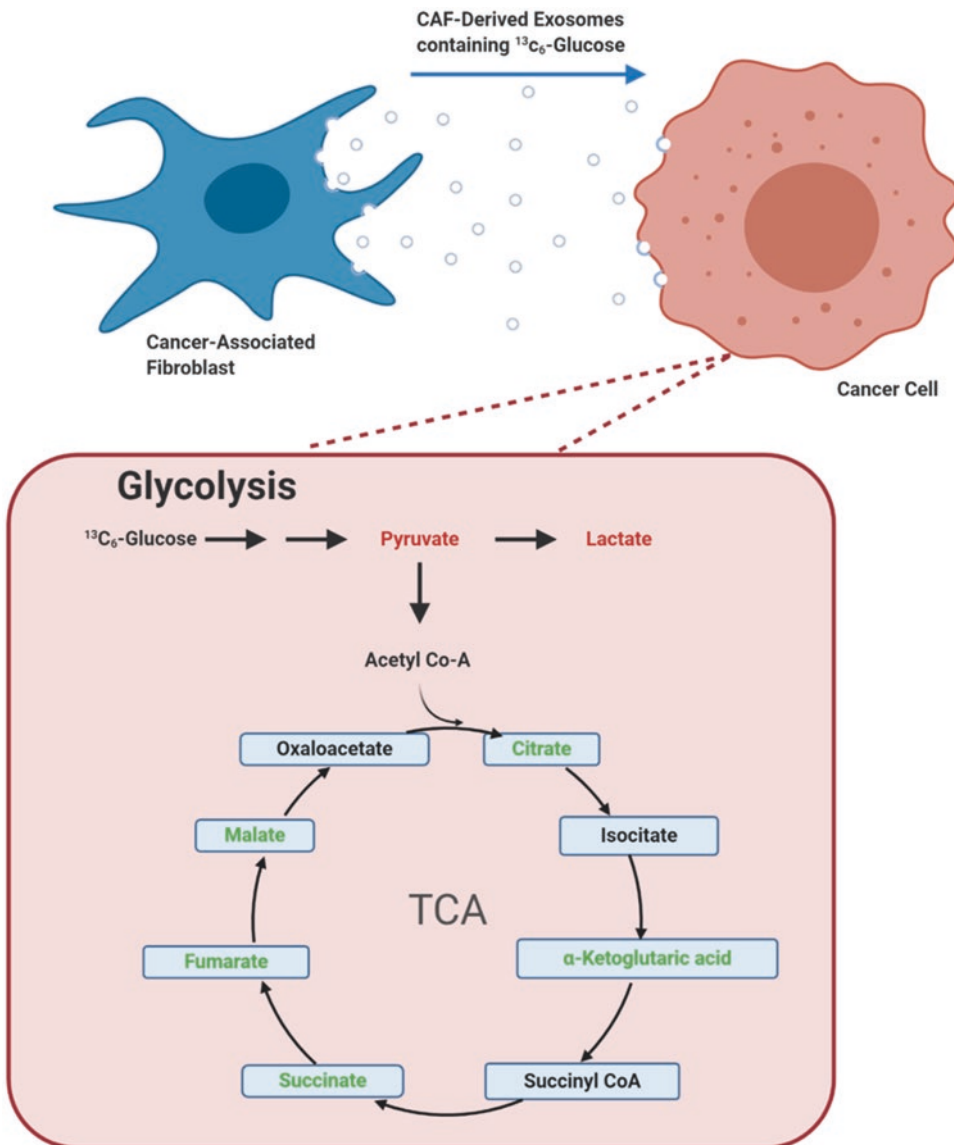 CAF-Derived Exosomes
containing ¹³c₆-Glucose
Cancer-Associated
Fibroblast
Cancer Cell
Glycolysis
¹³C₆-Glucose
Pyruvate
Lactate
Acetyl Co-A
Oxaloacetate
Citrate
Malate
Isocitate
TCA
Fumarate
α-Ketoglutaric acid
Succinate
Succinyl CoA